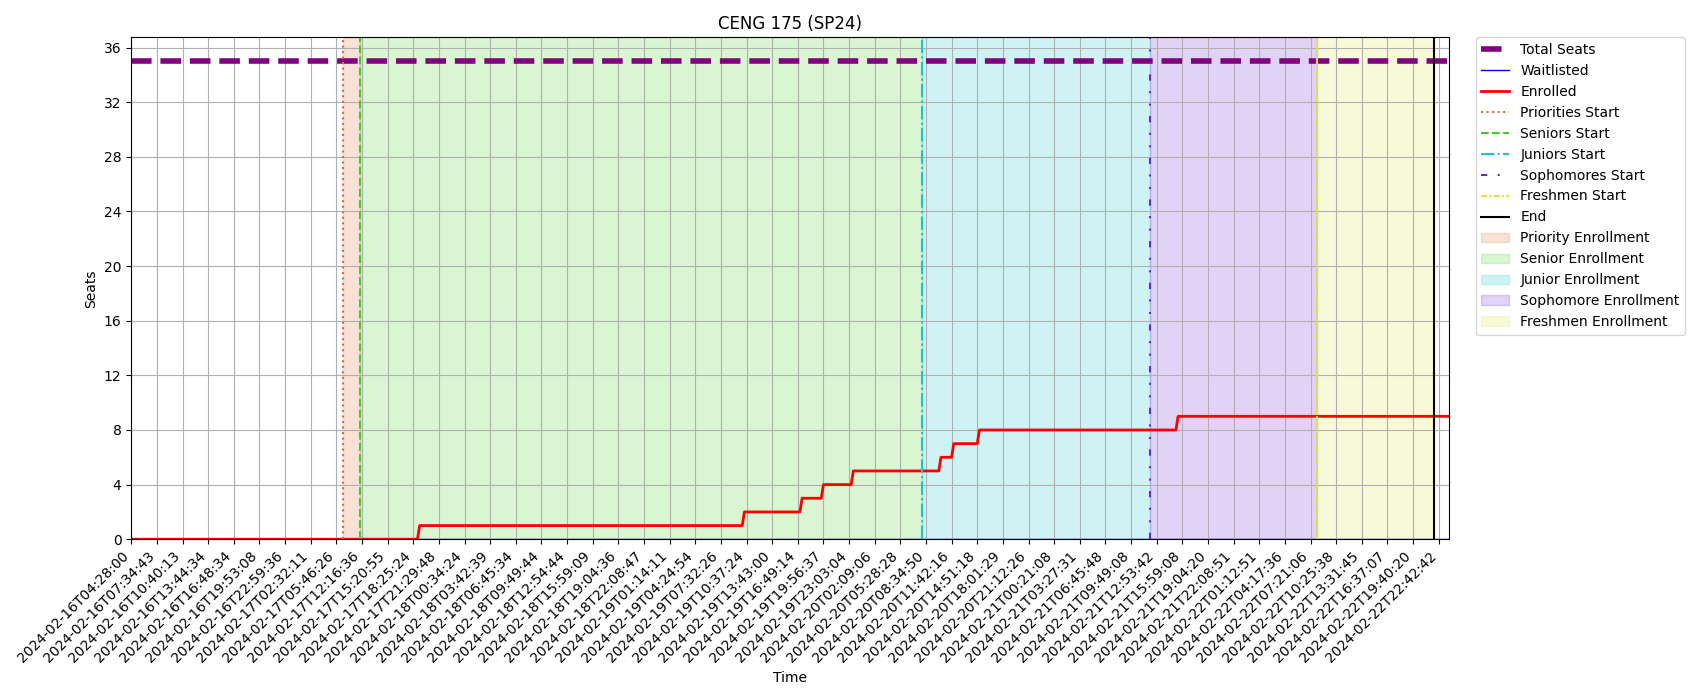 CENG 175 (SP24)
Seats
36
32
28
24
20
16
12
8
4
0
2024-02-16T04:28:00
2024-02-16T07:34:43
2024-02-16T10:40:13
2024-02-16T13:44:34
2024-02-16T16:48:34
2024-02-16T19:53:08
2024-02-16T22:59:36
2024-02-17T02:32:11
2024-02-17T05:46:26
2024-02-17T12:16:36
2024-02-17T15:20:55
2024-02-17T18:25:24
2024-02-17T21:29:48
2024-02-18T00:34:24
2024-02-18T03:42:39
2024-02-18T06:45:34
2024-02-18T09:49:44
2024-02-18T12:54:44
2024-02-18T15:59:09
2024-02-18T19:04:36
2024-02-18T22:08:47
2024-02-19T01:14:11
2024-02-19T04:24:54
2024-02-19T07:32:26
2024-02-19T10:37:24
2024-02-19T13:43:00
2024-02-19T16:49:14
2024-02-19T19:56:37
2024-02-19T23:03:04
2024-02-20T02:09:06
2024-02-20T05:28:28
2024-02-20T08:34:50
2024-02-20T11:42:16
2024-02-20T14:51:18
2024-02-20T18:01:29
2024-02-20T21:12:26
2024-02-21T00:21:08
2024-02-21T03:27:31
2024-02-21T06:45:48
2024-02-21T09:49:08
2024-02-21T12:53:42
2024-02-21T15:59:08
2024-02-21T19:04:20
2024-02-21T22:08:51
2024-02-22T01:12:51
2024-02-22T04:17:36
2024-02-22T07:21:06
2024-02-22T10:25:38
2024-02-22T13:31:45
2024-02-22T16:37:07
2024-02-22T19:40:20
2024-02-22T22:42:42
Time
Total Seats
Waitlisted
Enrolled
Priorities Start
Seniors Start
Juniors Start
Sophomores Start
Freshmen Start
End
Priority Enrollment
Senior Enrollment
Junior Enrollment
Sophomore Enrollment
Freshmen Enrollment